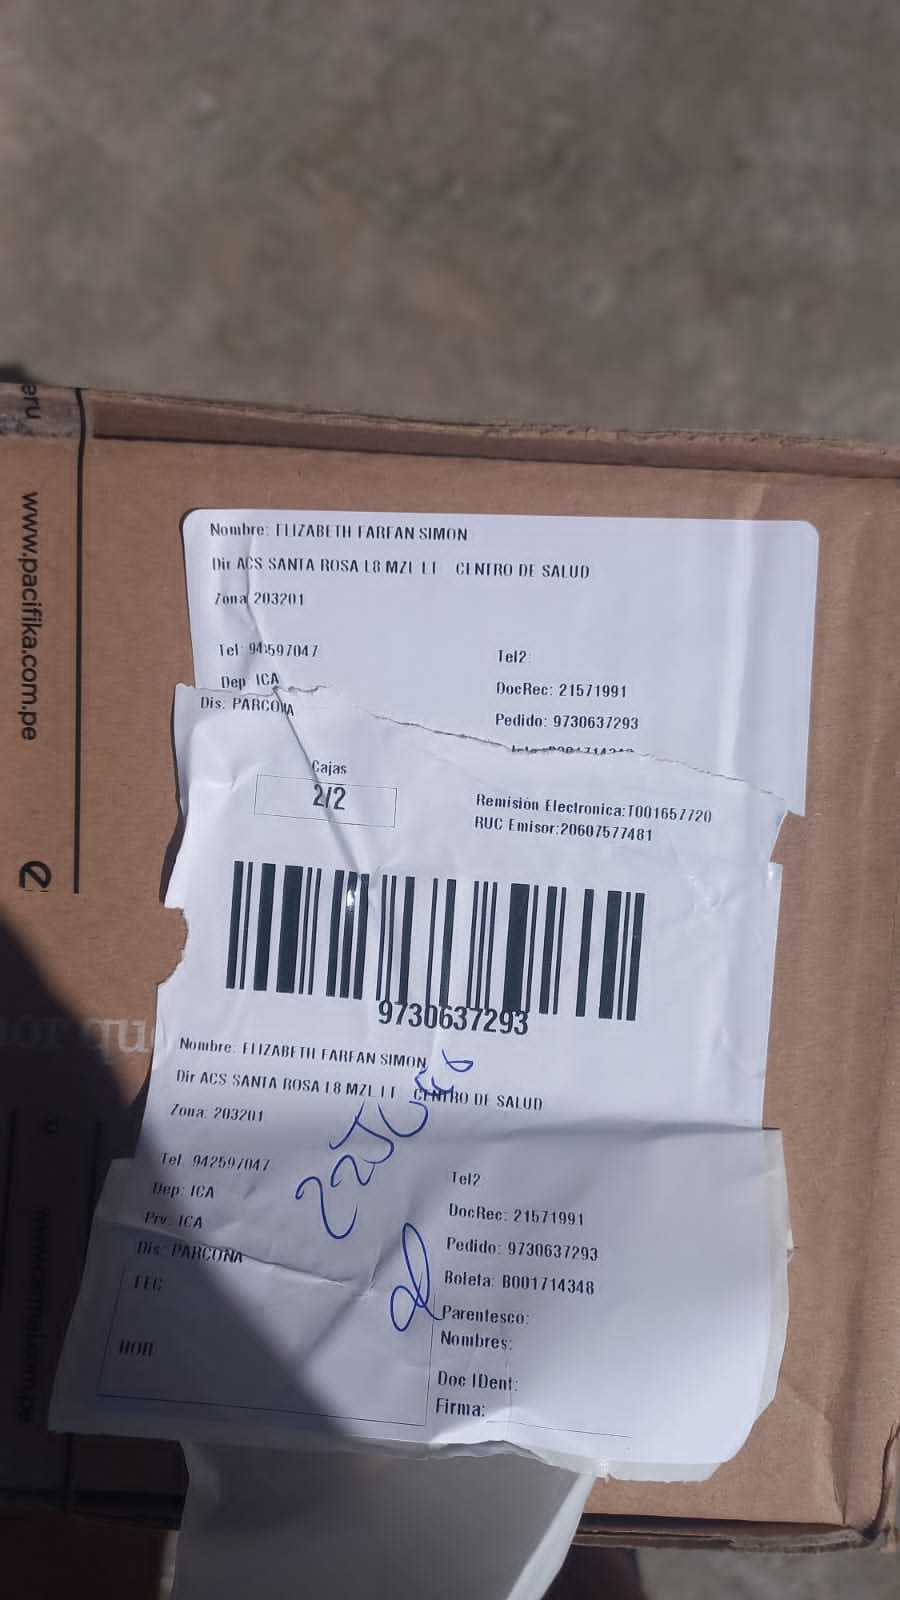 eru
www.pacifika.com.pe
Nombre: ELIZABETH FARFAN SIMON
Dir ACS SANTA ROSA L8 MZL LT CENTRO DE SALUD
Zona 203201
Tel: 942597047
Tel2:
Dep ICA
DocRec: 21571991
Dis: PARCONA
Pedido: 9730637293
Cajas
2/2
Remisión Electronica:T001657720
RUC Emisor:20607577481
9730637293
Nombre: ELIZABETH FARFAN SIMON
Dir ACS SANTA ROSA L8 MZL LT CENTRO DE SALUD
Zona: 203201
Tel. 942597047
Tel2
Dep: ICA
DocRec: 21571991
Prv: ICA
Pedido: 9730637293
Dis: PARCONA
Boleta: B001714348
FEC
Parentesco:
Nombres:
HOR
Doc IDent:
Firma: